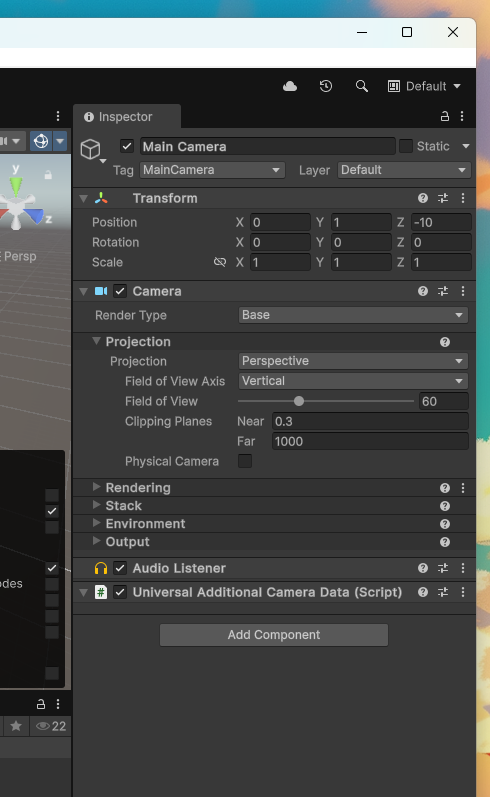 Default
Inspector
Main Camera
Static
Tag MainCamera Layer Default
y
z
Persp
Transform
Position X 0 Y 1 Z -10
Rotation X 0 Y 0 Z 0
Scale X 1 Y 1 Z 1
Camera
Render Type Base
Projection
Projection Perspective
Field of View Axis Vertical
Field of View 60
Clipping Planes Near 0.3
Far 1000
Physical Camera
Rendering
Stack
Environment
Output
Audio Listener
odes
# Universal Additional Camera Data (Script)
Add Component
22